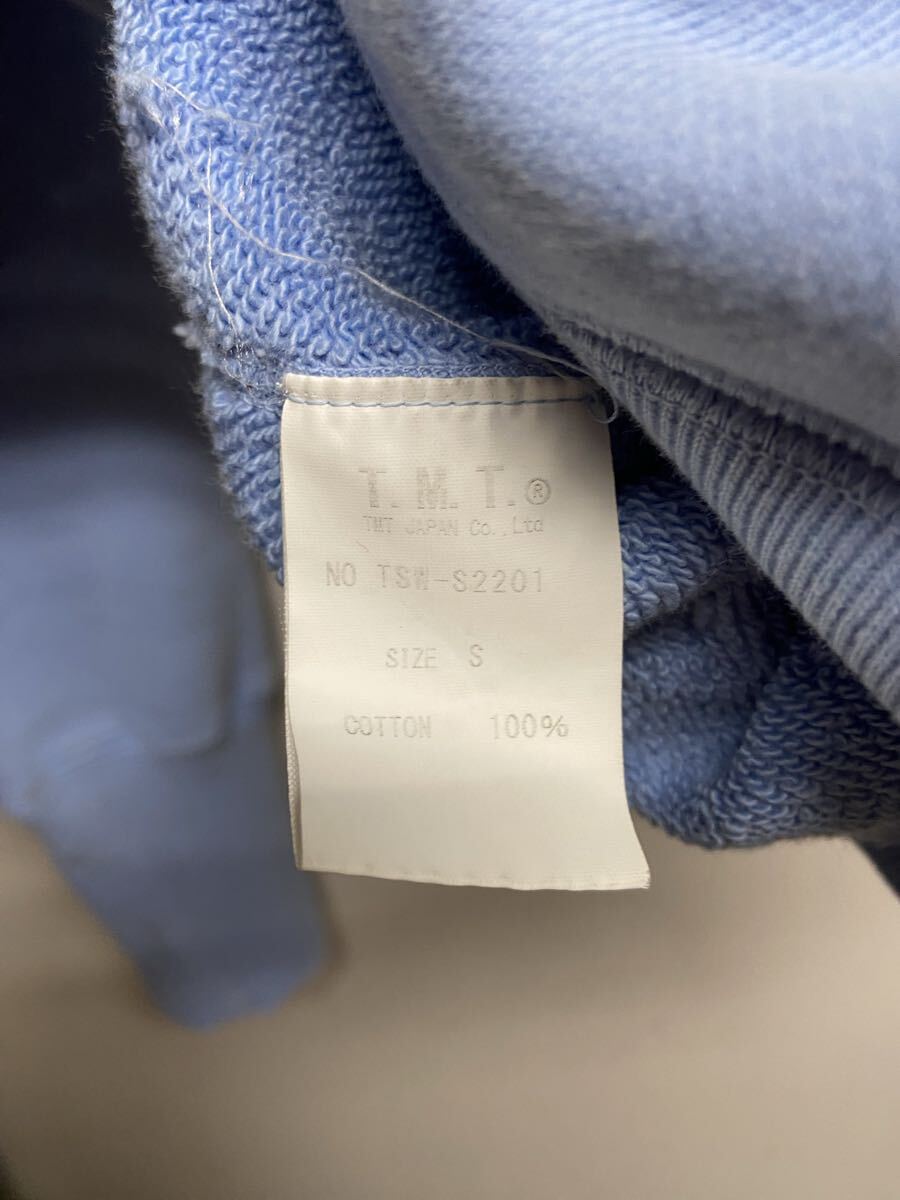 T.M.T.®
TMT JAPAN Co.,Ltd
NO TSW-S2201
SIZE S
COTTON 100%